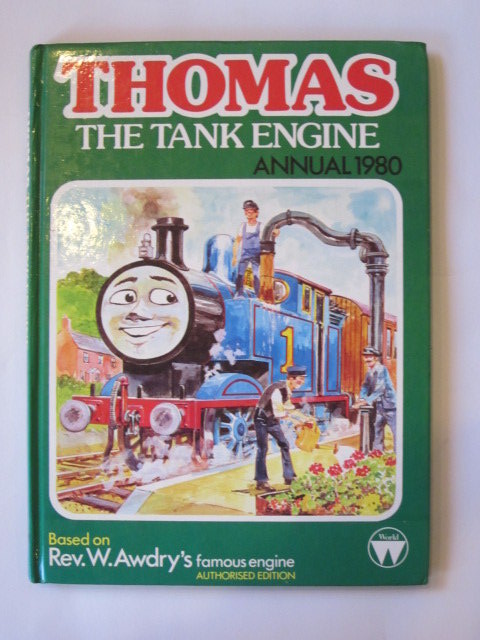 THOMAS
THE TANK ENGINE
ANNUAL 1980
1
Based on
Rev. W. Awdry's famous engine
AUTHORISED EDITION
World